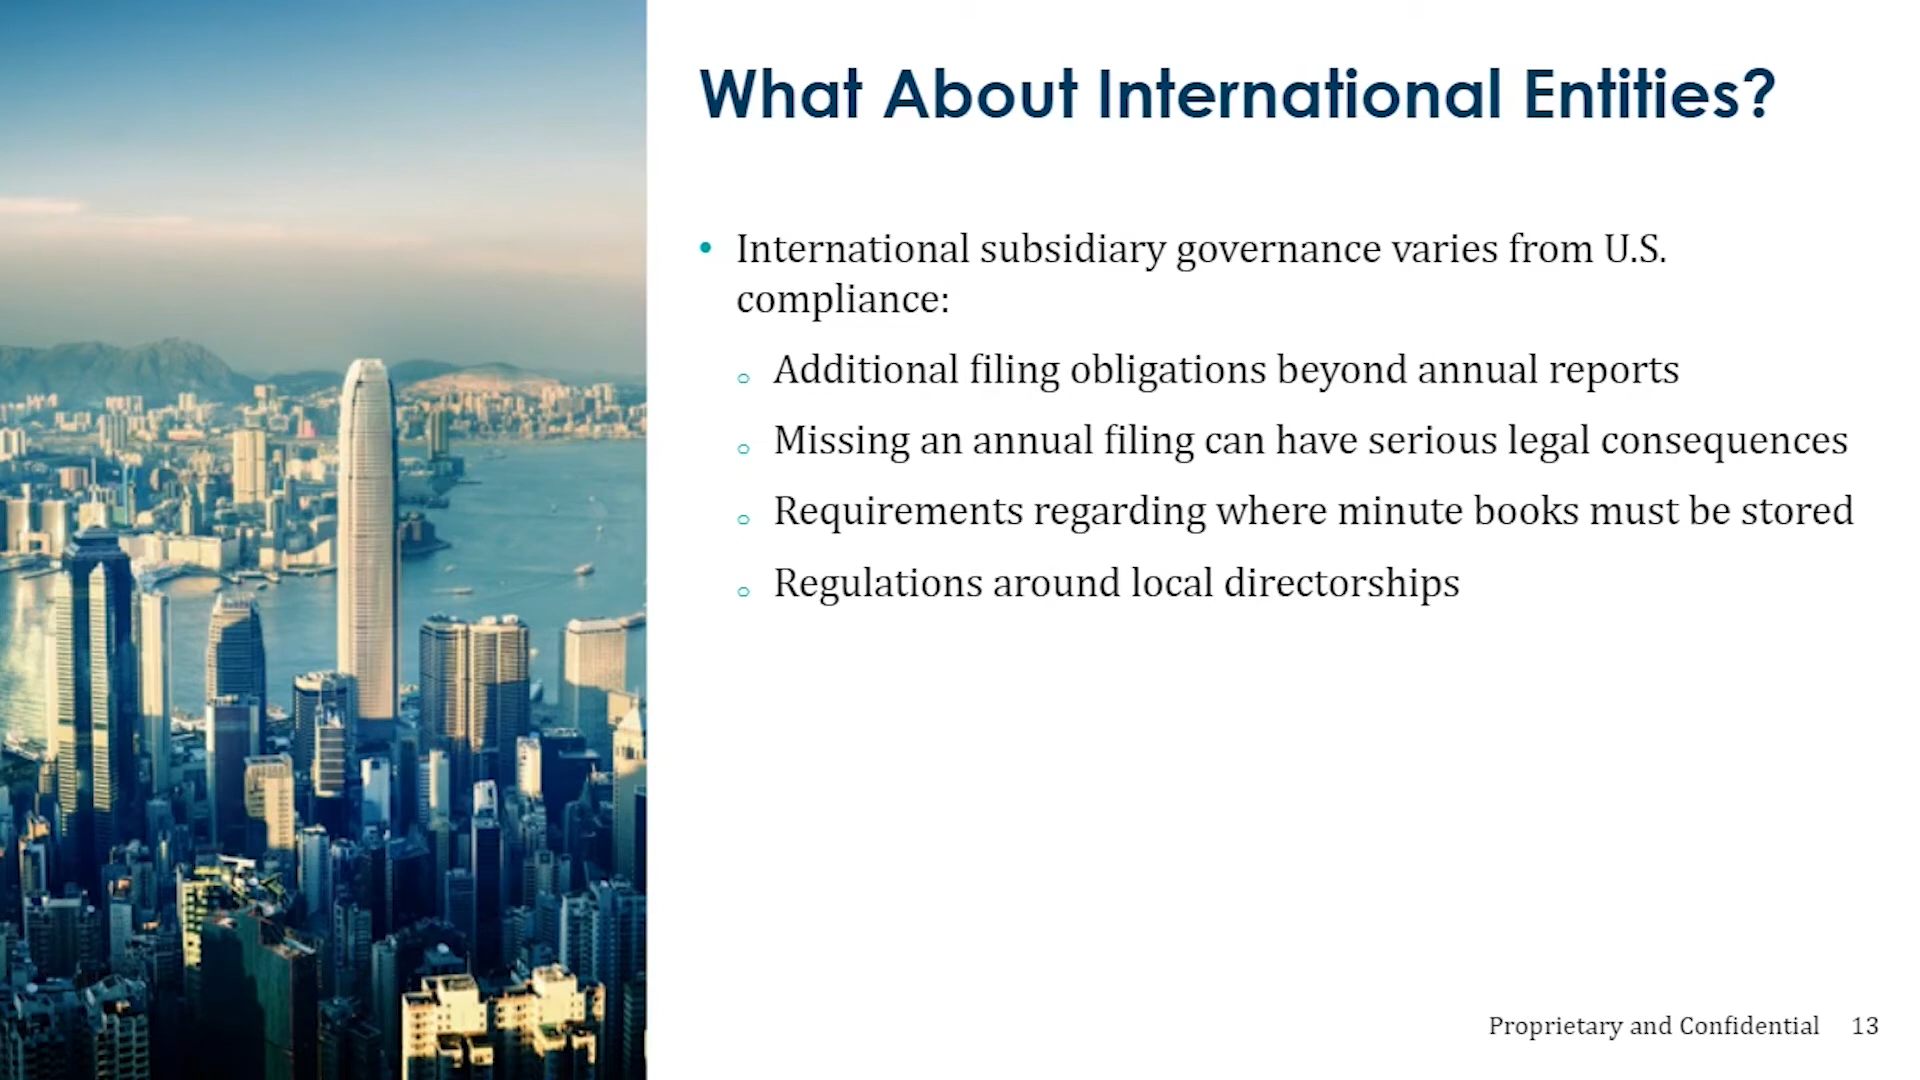 What About International Entities?
• International subsidiary governance varies from U.S.
compliance:
o Additional filing obligations beyond annual reports
o Missing an annual filing can have serious legal consequences
o Requirements regarding where minute books must be stored
o Regulations around local directorships
Proprietary and Confidential 13